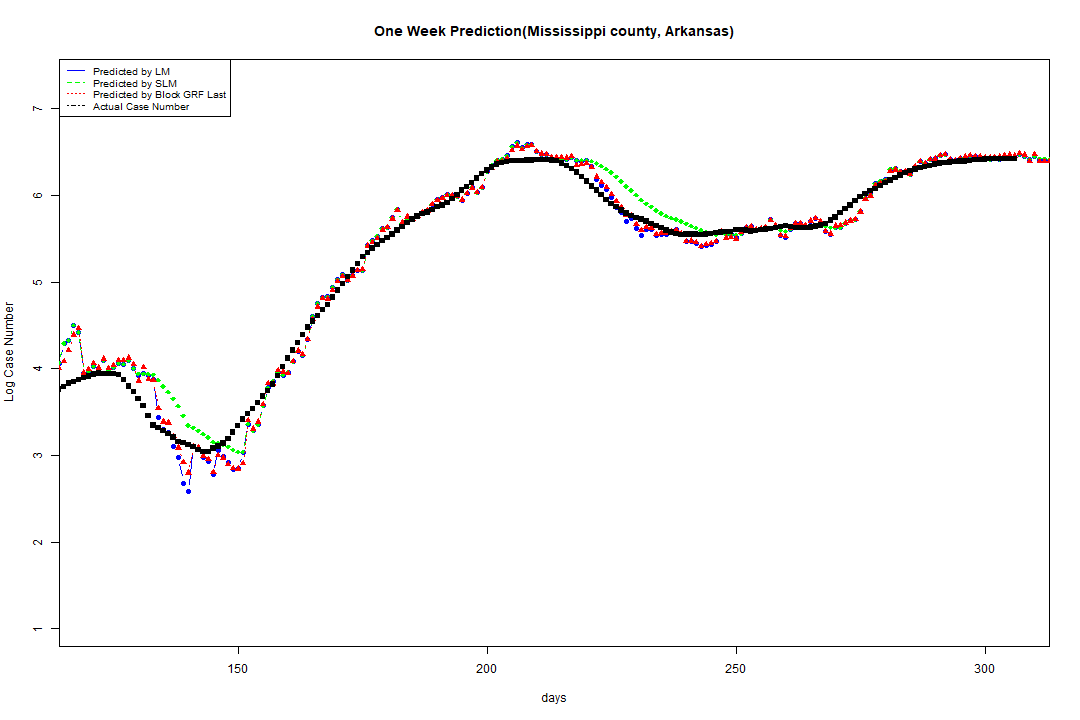 One Week Prediction(Mississippi county, Arkansas)
Predicted by LM
Predicted by SLM
Predicted by Block GRF Last
Actual Case Number
7
6
5
4
3
2
1
Log Case Number
150 200 250 300
days